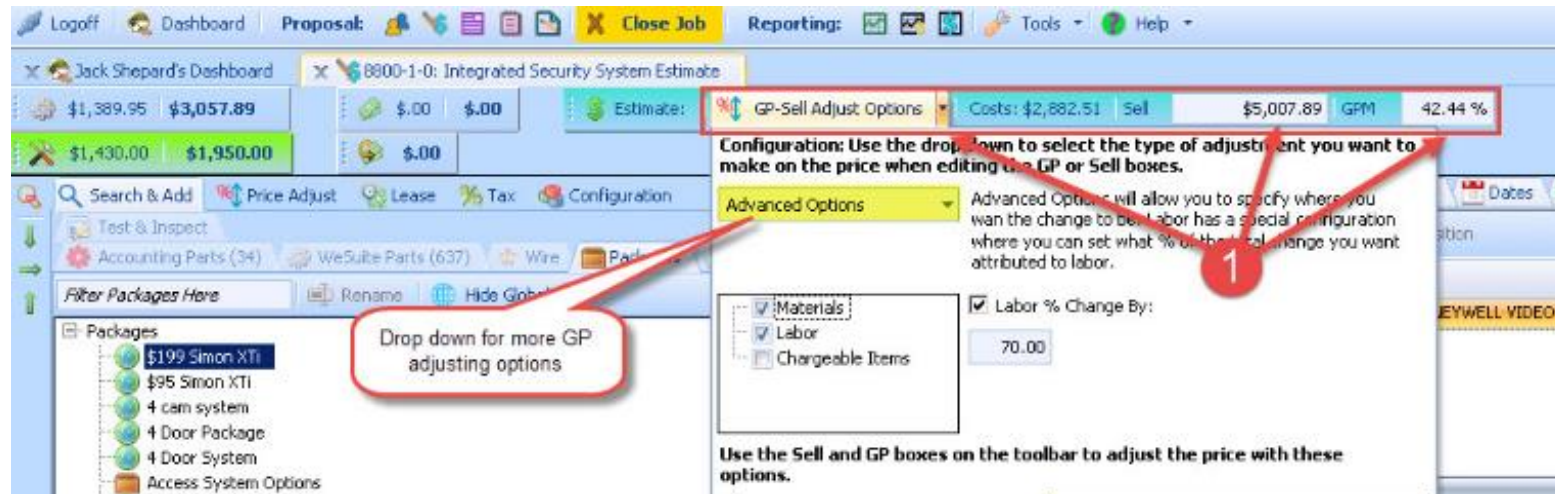 Logoff Dashboard Proposal: Close Job Reporting: Tools Help
Jack Shepard's Dashboard 8800-1-0: Integrated Security System Estimate
$1,389.95 $3,057.89 $.00 $.00 Estimate: GP-Sell Adjust Options Costs: $2,882.51 Sell $5,007.89 GPM 42.44 %
$1,430.00 $1,950.00 $.00
Configuration: Use the drop down to select the type of adjustment you want to
make on the price when editing the GP or Sell boxes.
Search & Add Price Adjust Lease Tax Configuration
Dates
Advanced Options
Advanced Options will allow you to specify where you
wan the change to be. Labor has a special configuration
where you can set what % of the total change you want
attributed to labor.
1
Test & Inspect
Accounting Parts (34) WeSuite Parts (637) Wire
Filter Packages Here Rename Hide
Packages
$199 Simon XTi
$95 Simon XTi
4 cam system
4 Door Package
4 Door System
Access System Options
Drop down for more GP
adjusting options
Materials
Labor
Chargeable Items
Labor % Change By:
70.00
EYWELL VIDEO
Use the Sell and GP boxes on the toolbar to adjust the price with these
options.